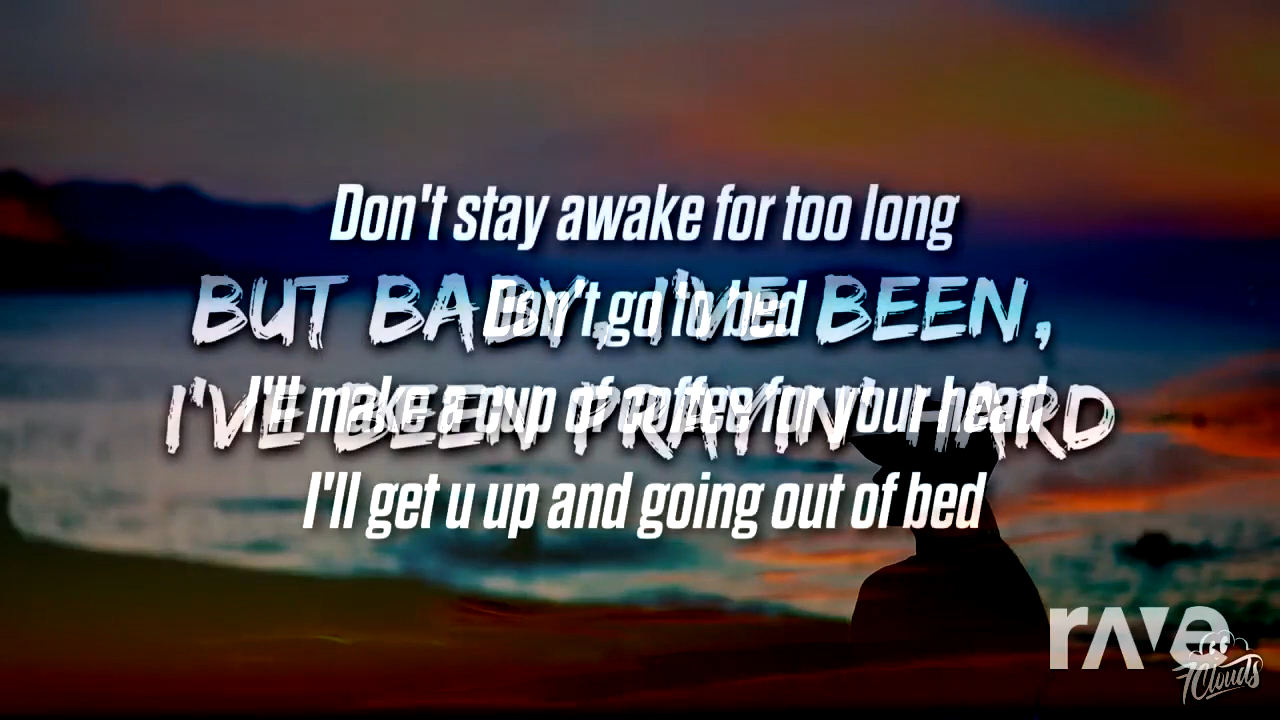 Don't stay awake for too long
BUT BABY, I'VE BEEN,
Don't go to bed
I'VE BEEN PRAYIN' HARD
I'll make a cup of coffee for your head
I'll get u up and going out of bed
rave
7Clouds